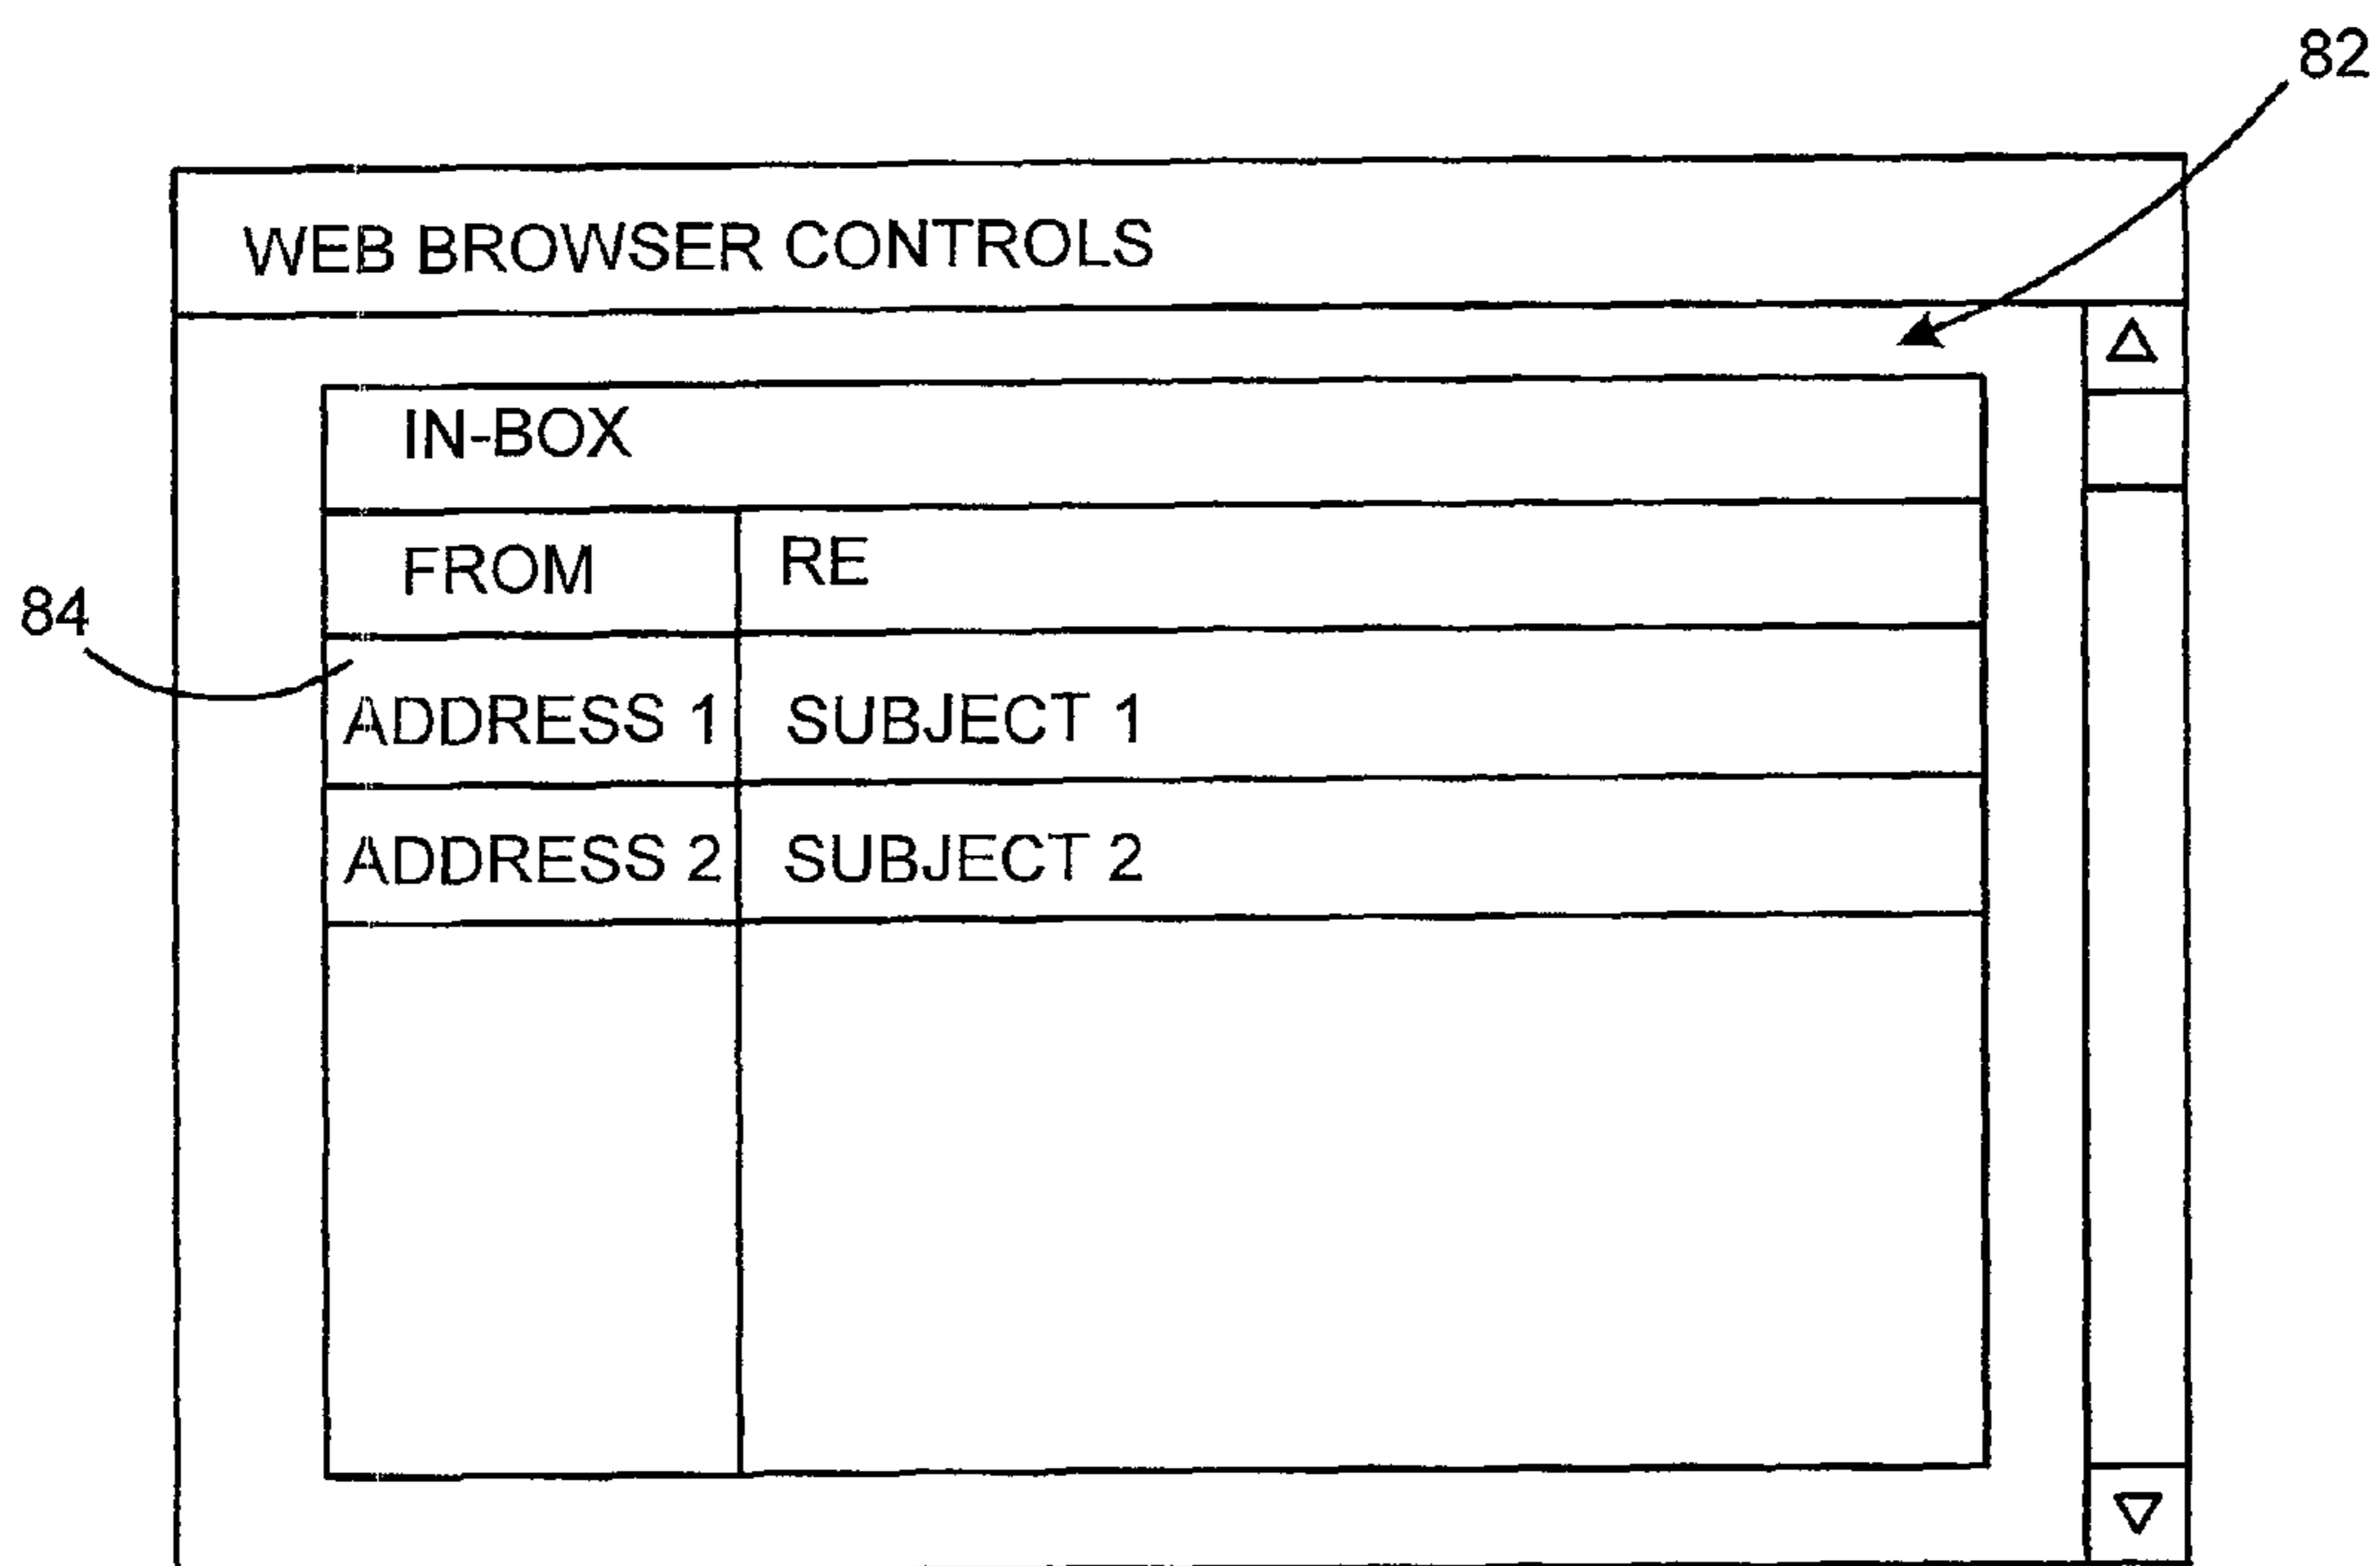 82
WEB BROWSER CONTROLS
IN-BOX
FROM RE
84
ADDRESS 1 SUBJECT 1
ADDRESS 2 SUBJECT 2